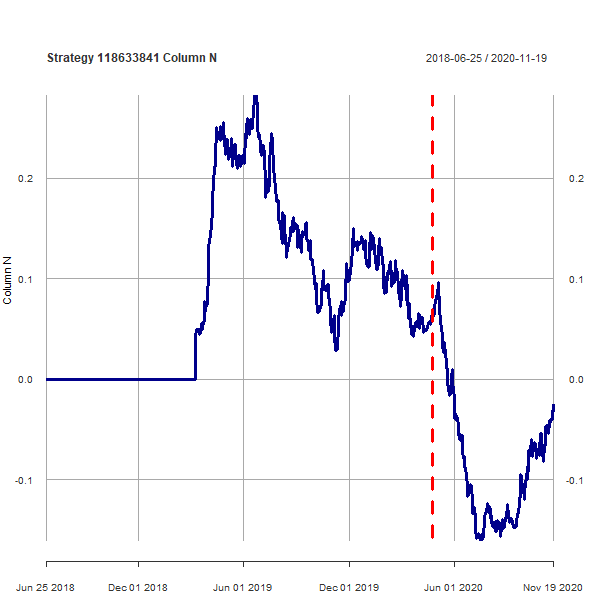 Strategy 118633841 Column N
2018-06-25 / 2020-11-19
0.2
0.2
Column N
0.1
0.1
0.0
0.0
-0.1
-0.1
Jun 25 2018
Dec 01 2018
Jun 01 2019
Dec 01 2019
Jun 01 2020
Nov 19 2020